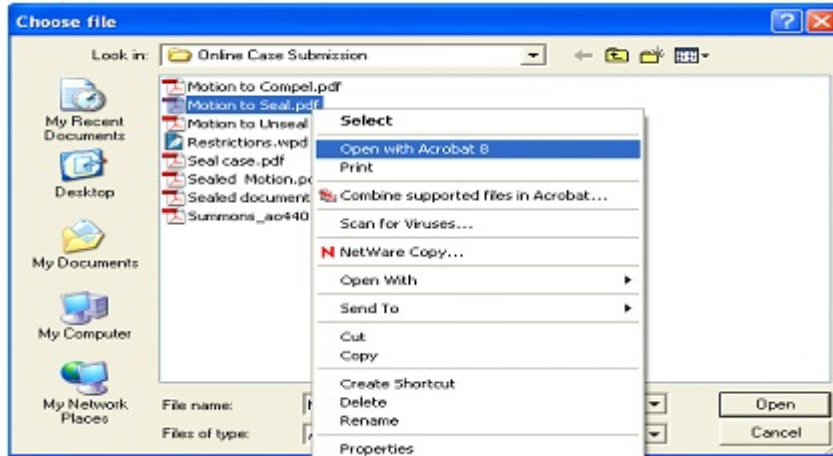 Choose file
Look in:
Online Case Submission
My Recent
Documents
Desktop
My Documents
My Computer
My Network
Places
Motion to Compel.pdf
Motion to Seal.pdf
Motion to Unseal
Restrictions.wpd
Seal case.pdf
Sealed Motion.pd
Sealed document
Summons_ao440
Select
Open with Acrobat 8
Print
Combine supported files in Acrobat...
Scan for Viruses...
NetWare Copy...
Open With
Send To
Cut
Copy
Create Shortcut
Delete
Rename
Properties
File name:
Files of type:
Open
Cancel